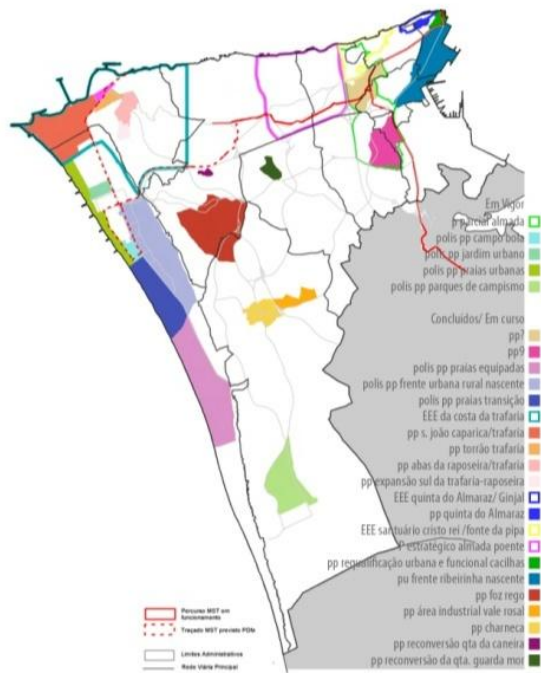 Em Vigor
p parcial almada
polis pp campo bola
polis pp jardim urbano
polis pp praias urbanas
polis pp parques de campismo
Concluídos/ Em curso
pp?
pp9
polis pp praias equipadas
polis pp frente urbana rural nascente
polis pp praias transição
EEE da costa da trafaria
pp s. joão caparica/trafaria
pp torrão trafaria
pp abas da raposeira/trafaria
pp expansão sul da trafaria-raposeira
EEE quinta do Almaraz/ Ginjal
pp quinta do Almaraz
EEE santuário cristo rei /fonte da pipa
P estratégico almada poente
pp requalificação urbana e funcional cacilhas
pu frente ribeirinha nascente
pp foz rego
pp área industrial vale rosal
pp charneca
pp reconversão qta da caneira
pp reconversão da qta. guarda mor
Percurso MST em
funcionamento
Traçado MST previsto PDM
Limites Administrativos
Rede Viária Principal